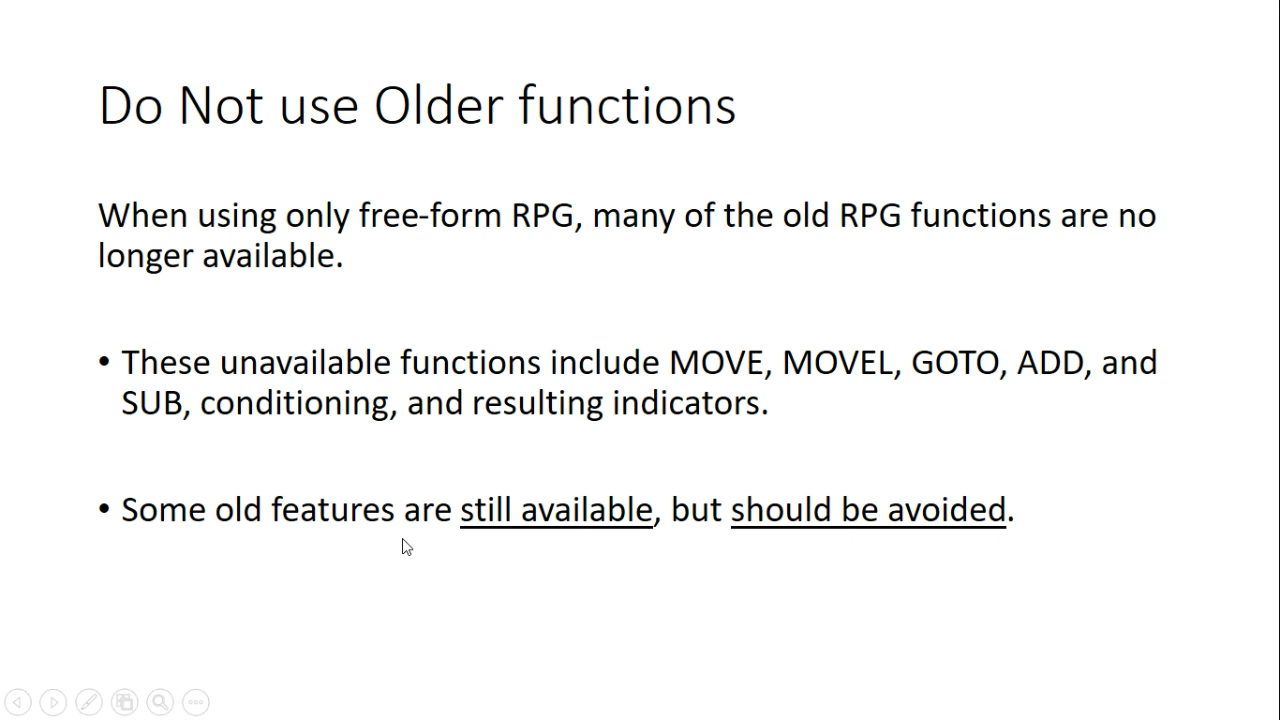 Do Not use Older functions
When using only free-form RPG, many of the old RPG functions are no
longer available.
• These unavailable functions include MOVE, MOVEL, GOTO, ADD, and
SUB, conditioning, and resulting indicators.
• Some old features are still available, but should be avoided.